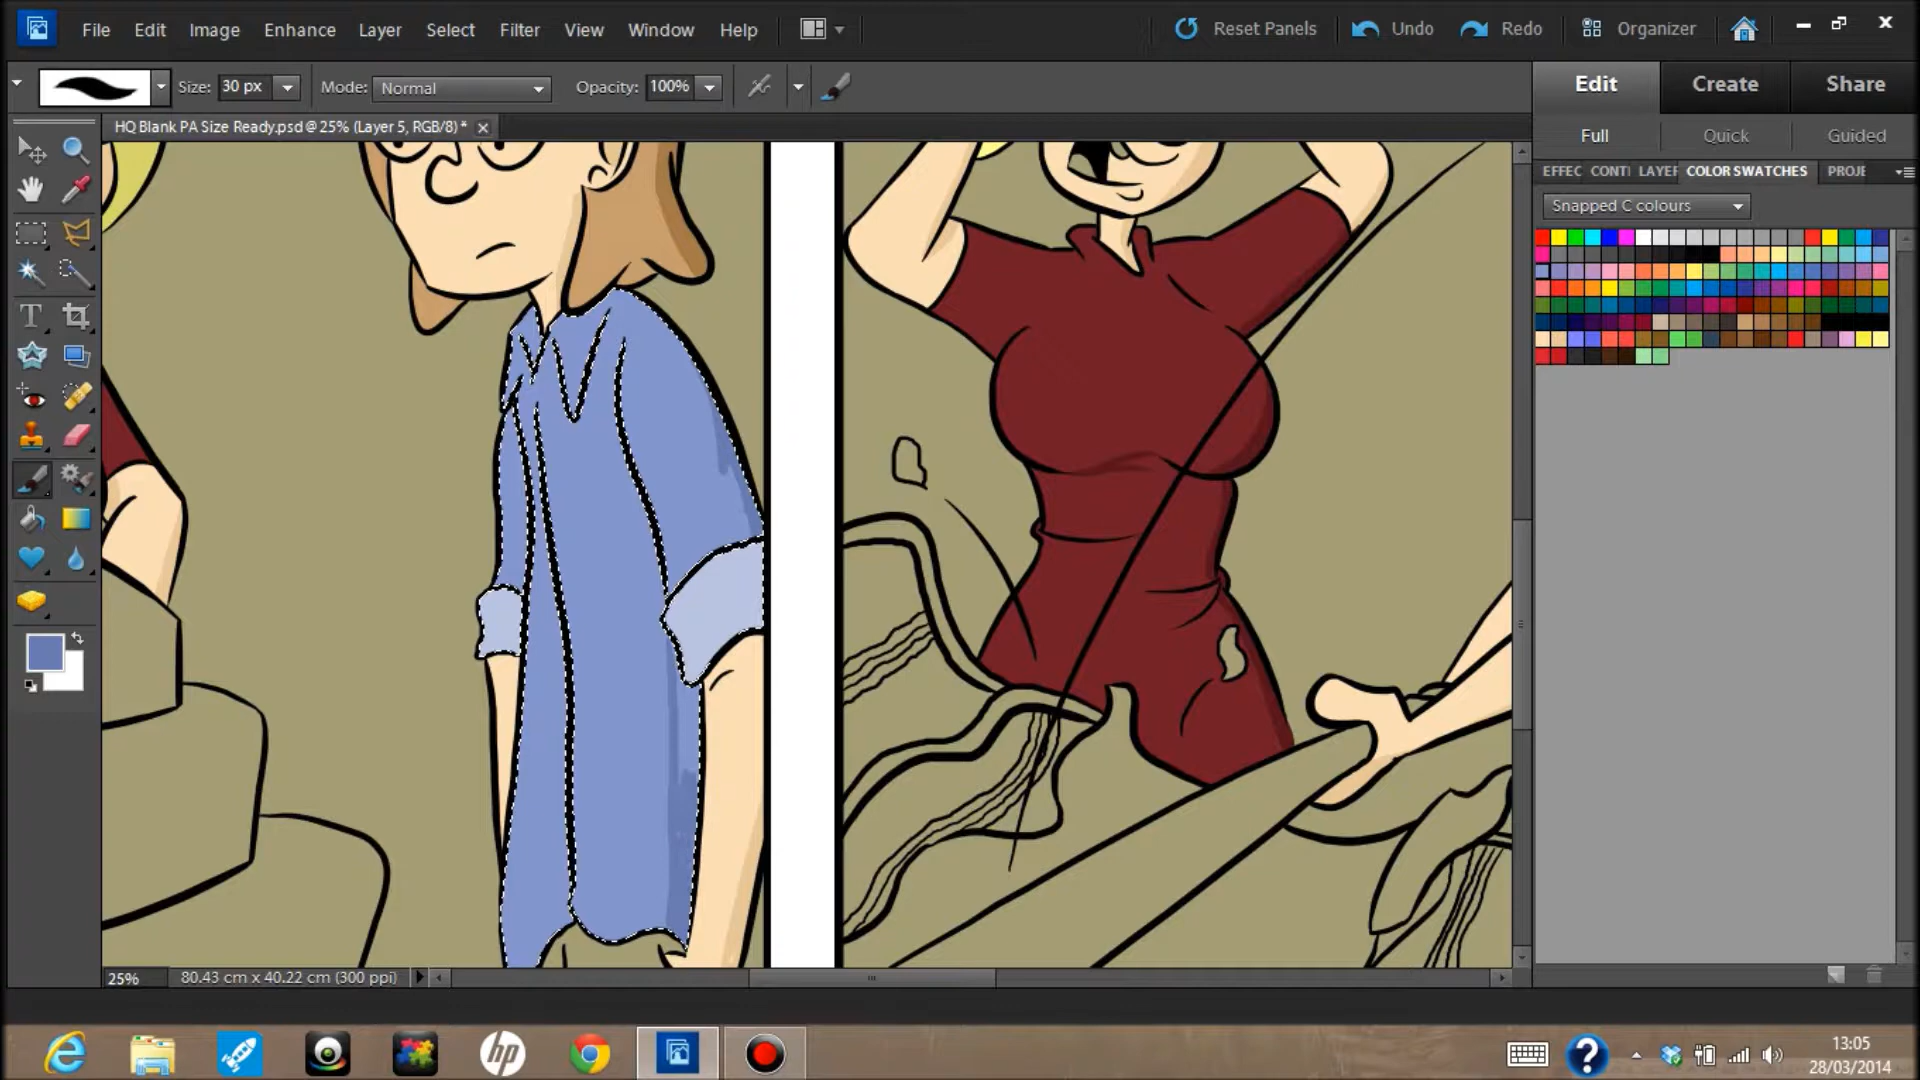 File Edit Image Enhance Layer Select Filter View Window Help Reset Panels Undo Redo Organizer
Size: 30 px Mode: Normal Opacity: 100%
Edit Create Share
HQ Blank PA Size Ready.psd @ 25% (Layer 5, RGB/8) *
Full Quick Guided
EFFEC CONTI LAYER COLOR SWATCHES PROJE
Snapped C colours
T
25% 80.43 cm x 40.22 cm (300 ppi)
hp
?
13:05
28/03/2014